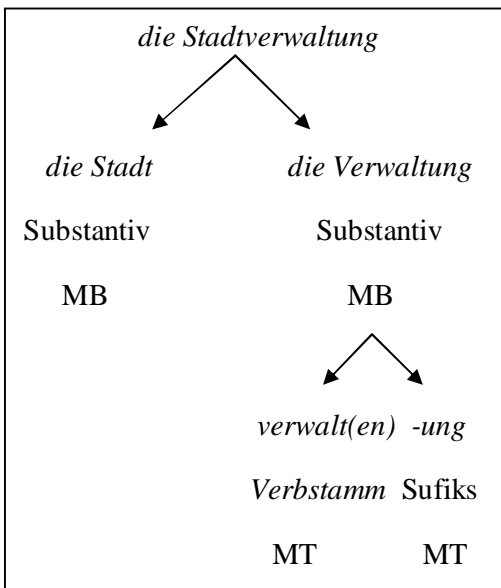 die Stadtverwaltung
die Stadt die Verwaltung
Substantiv Substantiv
MB MB
verwalt(en) -ung
Verbstamm Sufiks
MT MT